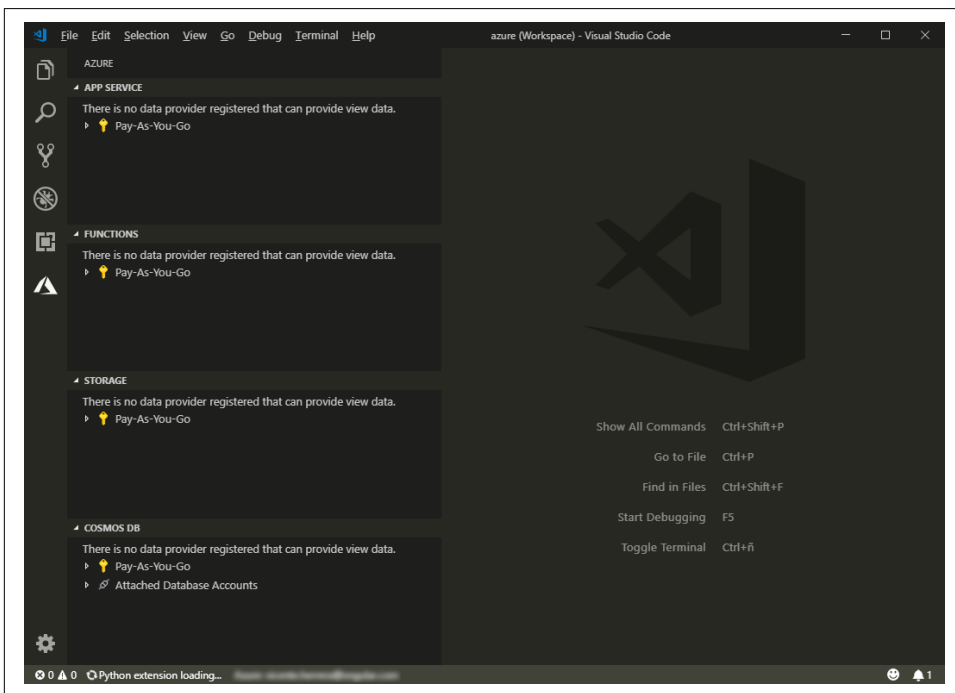 File Edit Selection View Go Debug Terminal Help azure (Workspace) - Visual Studio Code
AZURE
APP SERVICE
There is no data provider registered that can provide view data.
Pay-As-You-Go
FUNCTIONS
There is no data provider registered that can provide view data.
Pay-As-You-Go
STORAGE
There is no data provider registered that can provide view data.
Pay-As-You-Go
COSMOS DB
There is no data provider registered that can provide view data.
Pay-As-You-Go
Attached Database Accounts
Show All Commands Ctrl+Shift+P
Go to File Ctrl+P
Find in Files Ctrl+Shift+F
Start Debugging F5
Toggle Terminal Ctrl+ñ
0 0 Python extension loading... 1